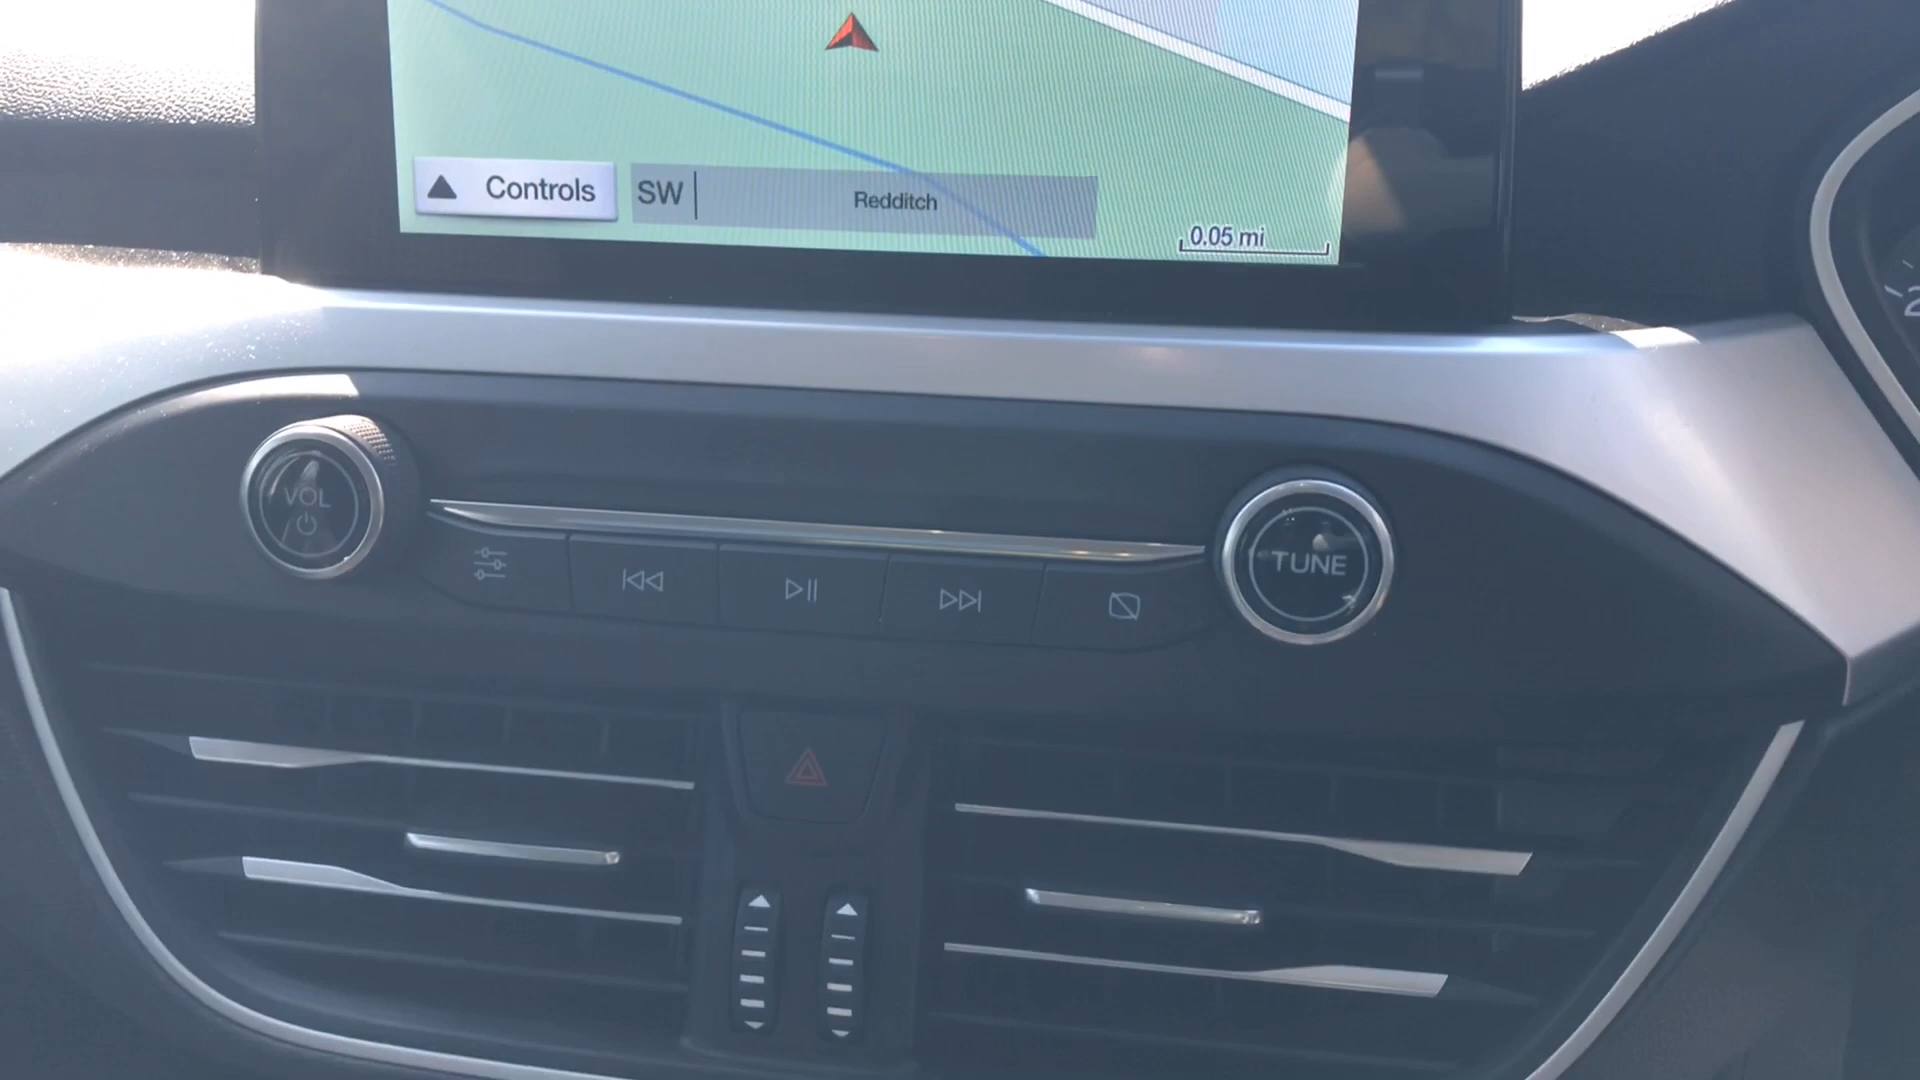 Controls
SW
Redditch
0.05 mi
VOL
TUNE